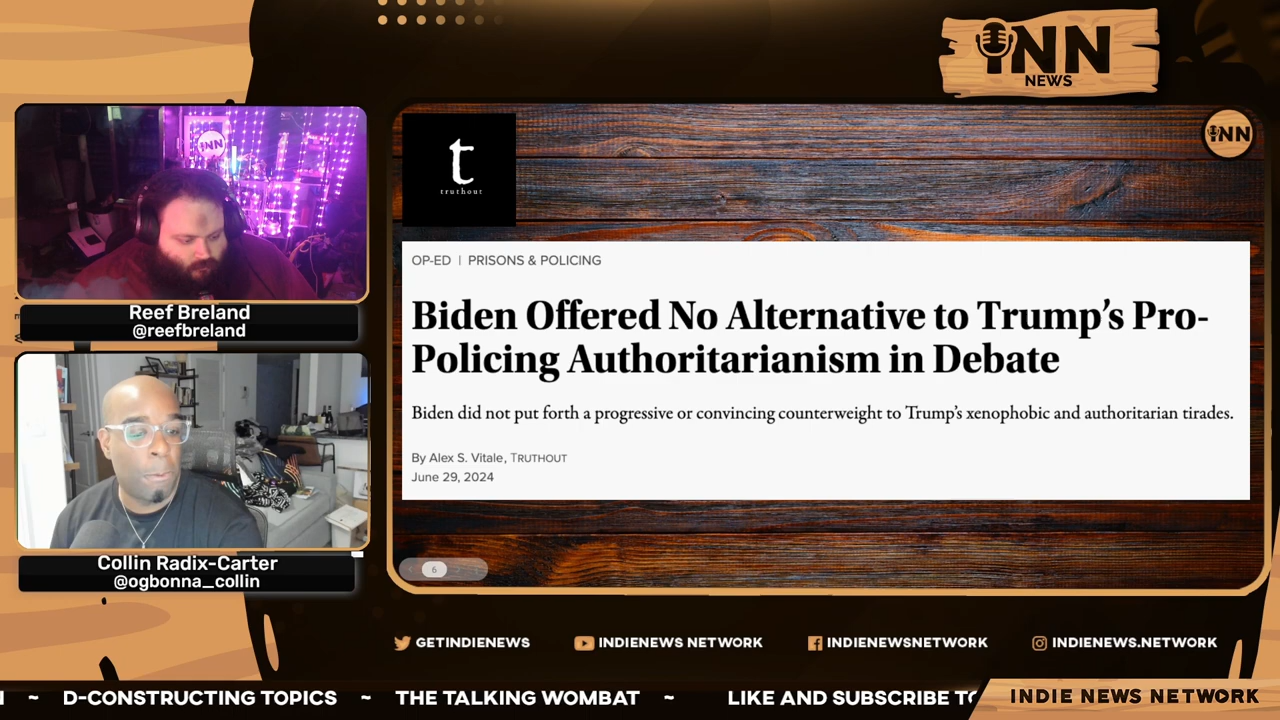 iNN
NEWS
iNN
iNN
t
truthout
OP-ED | PRISONS & POLICING
Biden Offered No Alternative to Trump’s Pro-
Policing Authoritarianism in Debate
Biden did not put forth a progressive or convincing counterweight to Trump’s xenophobic and authoritarian tirades.
By Alex S. Vitale, TRUTHOUT
June 29, 2024
6
Reef Breland
@reefbreland
Collin Radix-Carter
@ogbonna_collin
GETINDIENEWS
INDIENEWS NETWORK
INDIENEWSNETWORK
INDIENEWS.NETWORK
~ D-CONSTRUCTING TOPICS ~ THE TALKING WOMBAT ~ LIKE AND SUBSCRIBE
INDIE NEWS NETWORK